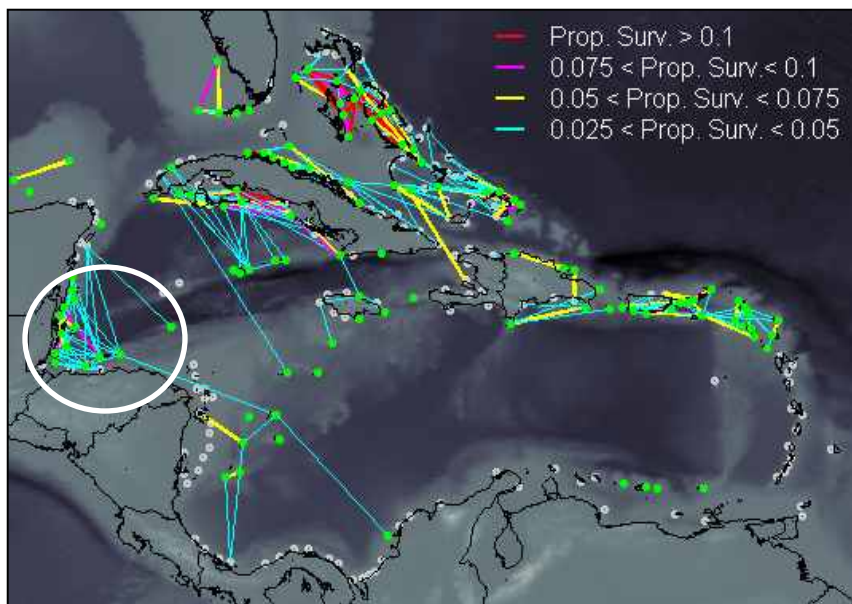 Prop. Surv. > 0.1
0.075 < Prop. Surv. < 0.1
0.05 < Prop. Surv. < 0.075
0.025 < Prop. Surv. < 0.05